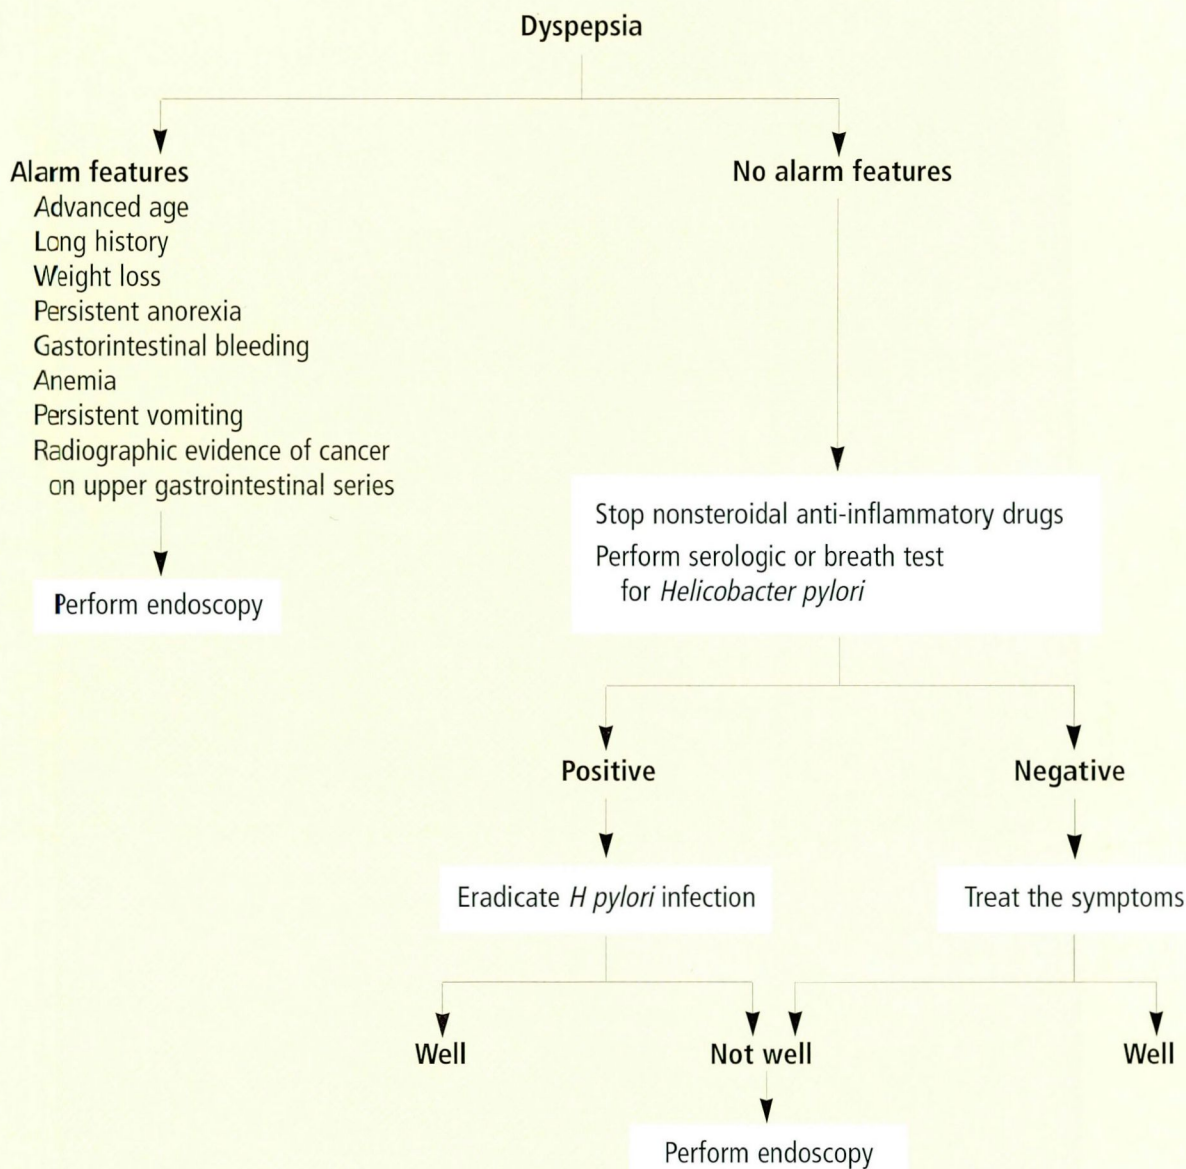 Dyspepsia
Alarm features
Advanced age
Long history
Weight loss
Persistent anorexia
Gastorintestinal bleeding
Anemia
Persistent vomiting
Radiographic evidence of cancer
on upper gastrointestinal series
Perform endoscopy
No alarm features
Stop nonsteroidal anti-inflammatory drugs
Perform serologic or breath test
for Helicobacter pylori
Positive
Negative
Eradicate H pylori infection
Treat the symptoms
Well
Not well
Well
Perform endoscopy